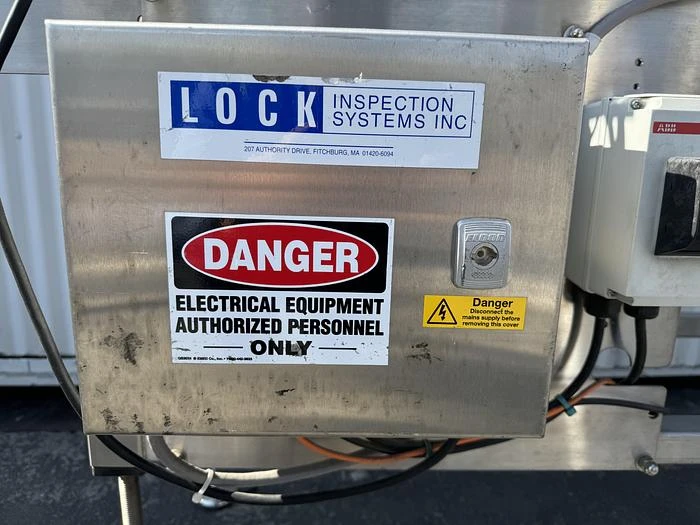 LOCK INSPECTION
SYSTEMS INC
207 AUTHORITY DRIVE, FITCHBURG, MA 01420-6094
ABB
DANGER
ELECTRICAL EQUIPMENT
AUTHORIZED PERSONNEL
ONLY
Danger
Disconnect the
mains supply before
removing this cover